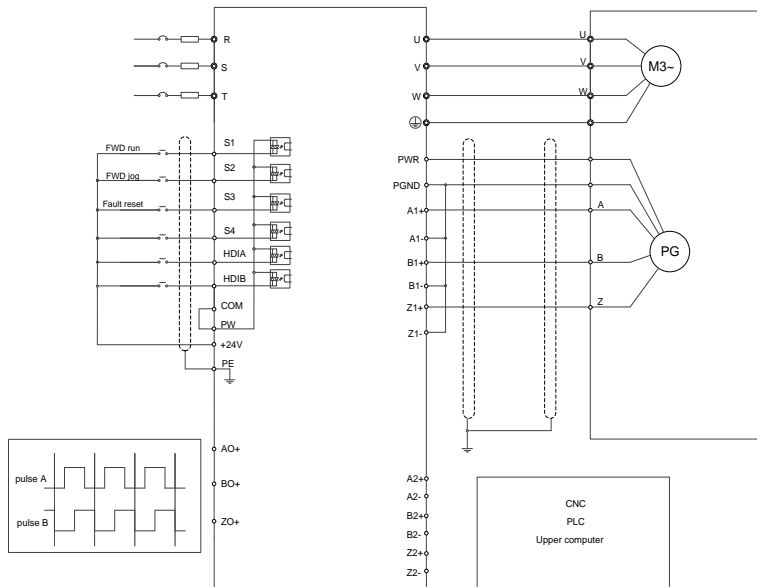 R
S
T
FWD run
FWD jog
Fault reset
S1
S2
S3
S4
HDIA
HDIB
COM
PW
+24V
PE
U
V
W
PWR
PGND
A1+
A1-
B1+
B1-
Z1+
Z1-
U
V
W
M3~
A
B
Z
PG
pulse A
pulse B
AO+
BO+
ZO+
A2+
A2-
B2+
B2-
Z2+
Z2-
CNC
PLC
Upper computer